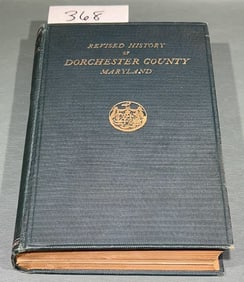 368
REVISED HISTORY
OF
DORCHESTER COUNTY
MARYLAND